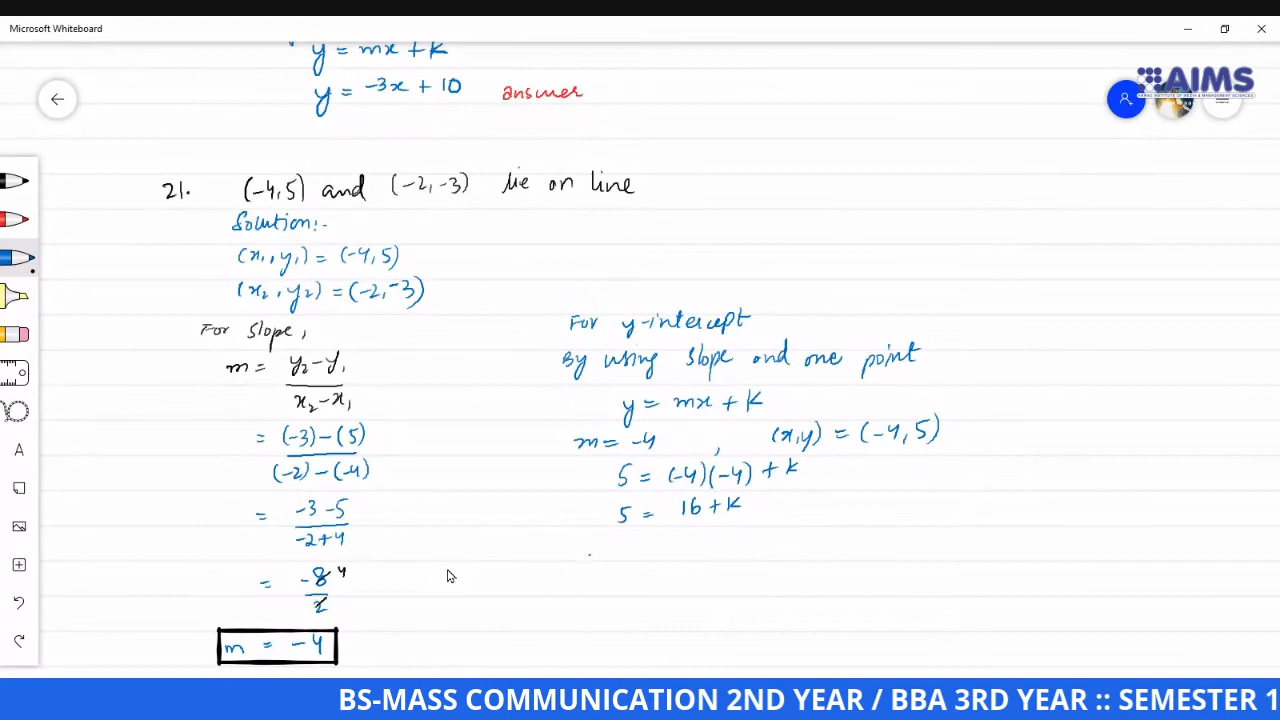 Microsoft Whiteboard
y = mx + k
y = -3x + 10 answer
AIMS
21. (-4,5) and (-2,-3) lie on line
Solution:-
(x₁, y₁) = (-4,5)
(x₂, y₂) = (-2,-3)
For slope,
m = y₂ - y₁
x₂ - x₁
= (-3) - (5)
(-2) - (-4)
= -3 - 5
-2 + 4
= -8 4
2
m = -4
For y-intercept
By using slope and one point
y = mx + k
m = -4 , (x,y) = (-4, 5)
5 = (-4)(-4) + k
5 = 16 + k
A
BS-MASS COMMUNICATION 2ND YEAR / BBA 3RD YEAR :: SEMESTER 1